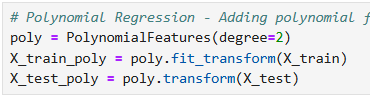 # Polynomial Regression - Adding polynomial
poly = PolynomialFeatures(degree=2)
X_train_poly = poly.fit_transform(X_train)
X_test_poly = poly.transform(X_test)